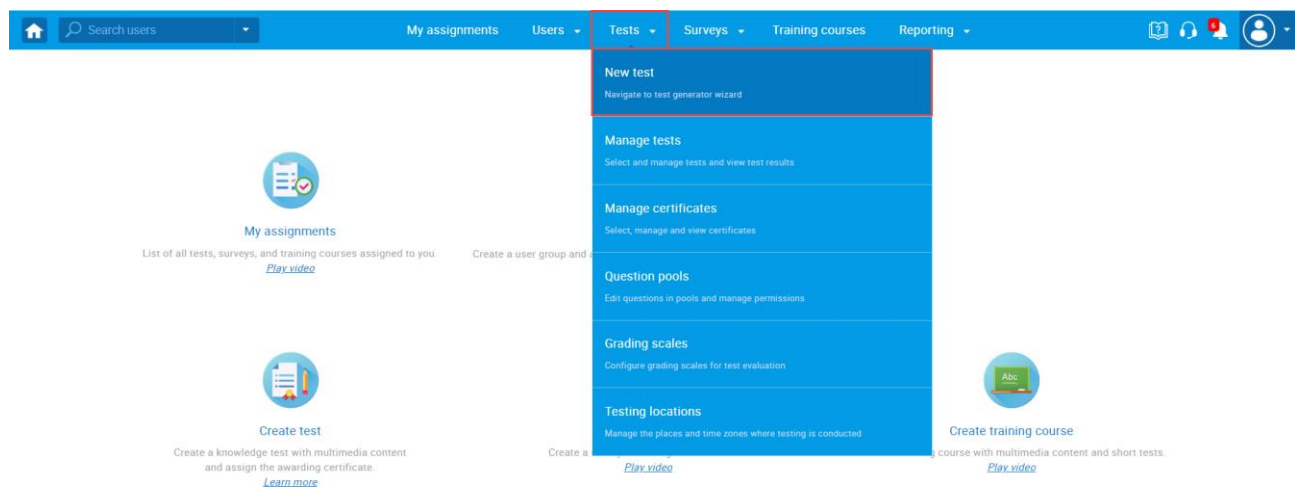 Search users
My assignments Users Tests Surveys Training courses Reporting
6
New test
Navigate to test generator wizard
Manage tests
Select and manage tests and view test results
Manage certificates
Select, manage and view certificates
Question pools
Edit questions in pools and manage permissions
Grading scales
Configure grading scales for test evaluation
Testing locations
Manage the places and time zones where testing is conducted
My assignments
List of all tests, surveys, and training courses assigned to you.
Play video
Create a user group and
Create test
Create a knowledge test with multimedia content
and assign the awarding certificate.
Learn more
Create a
Play video
Abc
Create training course
course with multimedia content and short tests.
Play video